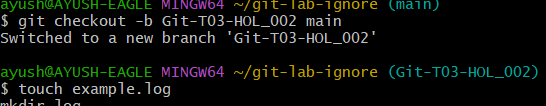 ayush@AYUSH-EAGLE MINGW64 ~/git-lab-ignore (main)
$ git checkout -b Git-T03-HOL_002 main
Switched to a new branch 'Git-T03-HOL_002'
ayush@AYUSH-EAGLE MINGW64 ~/git-lab-ignore (Git-T03-HOL_002)
$ touch example.log
mkdir log